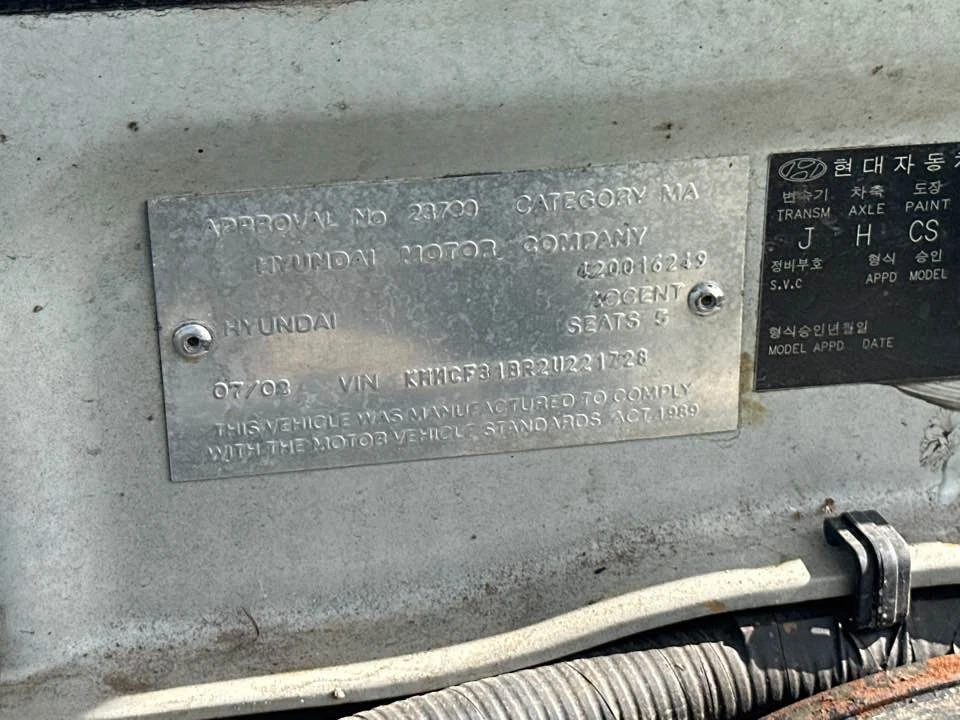 APPROVAL No 23700 CATEGORY MA
HYUNDAI MOTOR COMPANY
420016249
ACCENT
HYUNDAI
SEATS 5
VIN
THIS VEHICLE WAS MANUFACTURED TO COMPLY
WITH THE MOTOR VEHICLE STANDARDS ACT 1989
현대자동차
변속기 차축 도장
TRANSM AXLE PAINT
J H CS
정비부호 형식 승인
S.V.C APPD MODEL
형식승인년월일
MODEL APPD DATE